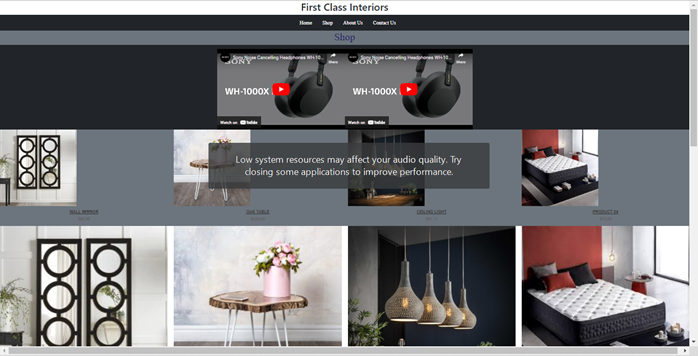 First Class Interiors
Home Shop About Us Contact Us
Shop
SONY Sony Noise Cancelling Headphones WH-10... Share
SONY Sony Noise Cancelling Headphones WH-10... Share
WH-1000X WH-1000X
Watch on YouTube Watch on YouTube
Low system resources may affect your audio quality. Try
closing some applications to improve performance.
WALL MIRROR OAK TABLE CEILING LIGHT PRODUCT IN